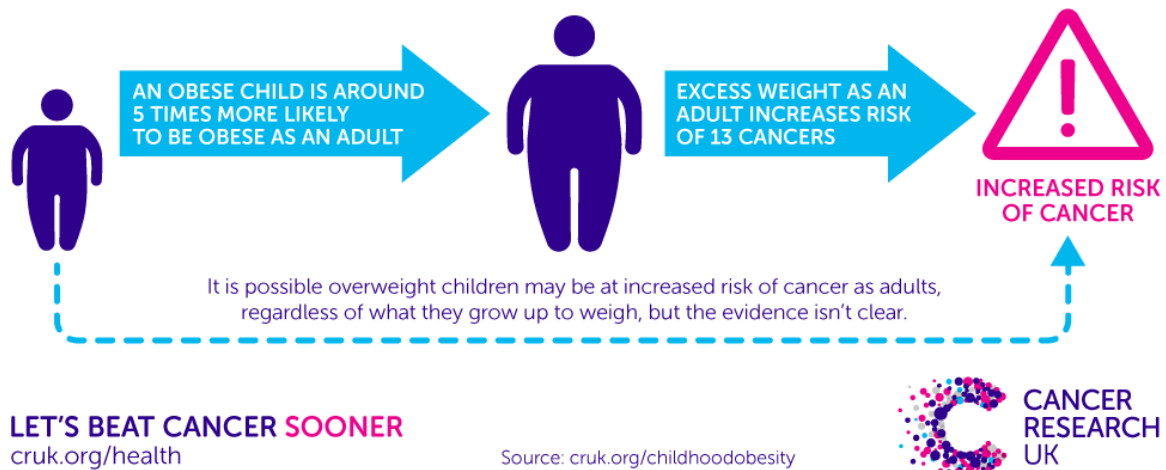 AN OBESE CHILD IS AROUND
5 TIMES MORE LIKELY
TO BE OBESE AS AN ADULT
EXCESS WEIGHT AS AN
ADULT INCREASES RISK
OF 13 CANCERS
INCREASED RISK
OF CANCER
It is possible overweight children may be at increased risk of cancer as adults,
regardless of what they grow up to weigh, but the evidence isn't clear.
LET'S BEAT CANCER SOONER
cruk.org/health
Source: cruk.org/childhoodobesity
CANCER
RESEARCH
UK